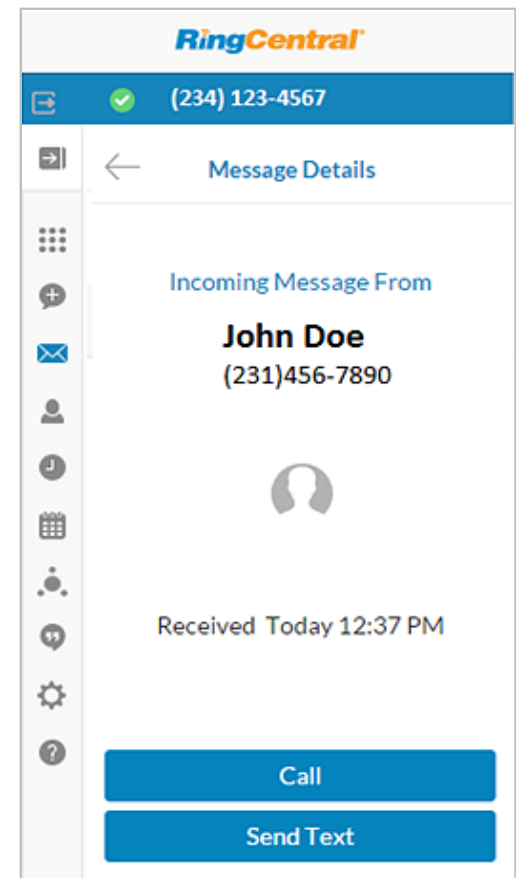 RingCentral
(234) 123-4567
Message Details
Incoming Message From
John Doe
(231)456-7890
Received Today 12:37 PM
Call
Send Text